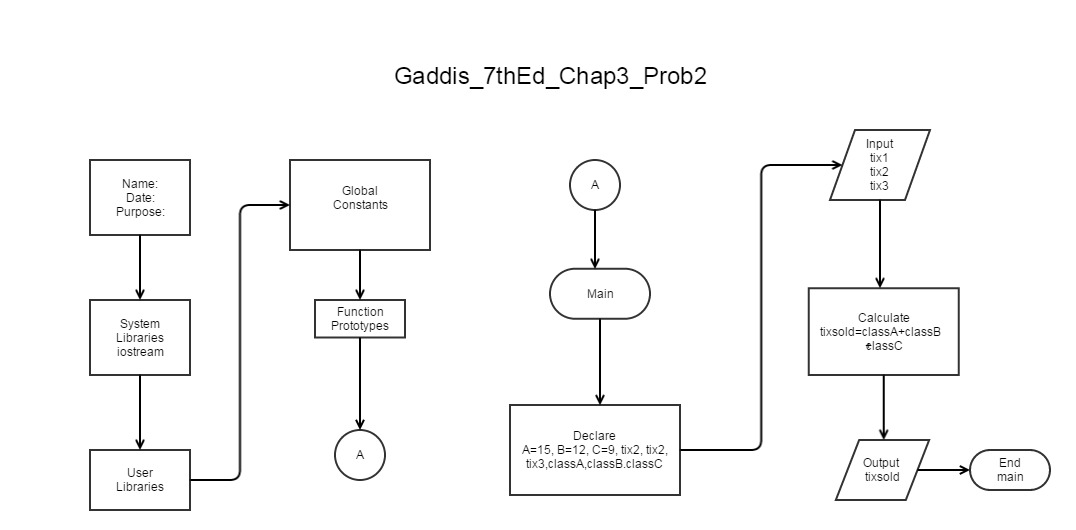 Gaddis_7thEd_Chap3_Prob2
Name:
Date:
Purpose:
System
Libraries
iostream
User
Libraries
Global
Constants
Function
Prototypes
A
A
Main
Declare
A=15, B=12, C=9, tix2, tix2,
tix3,classA,classB.classC
Input
tix1
tix2
tix3
Calculate
tixsold=classA+classB
+classC
Output
tixsold
End
main